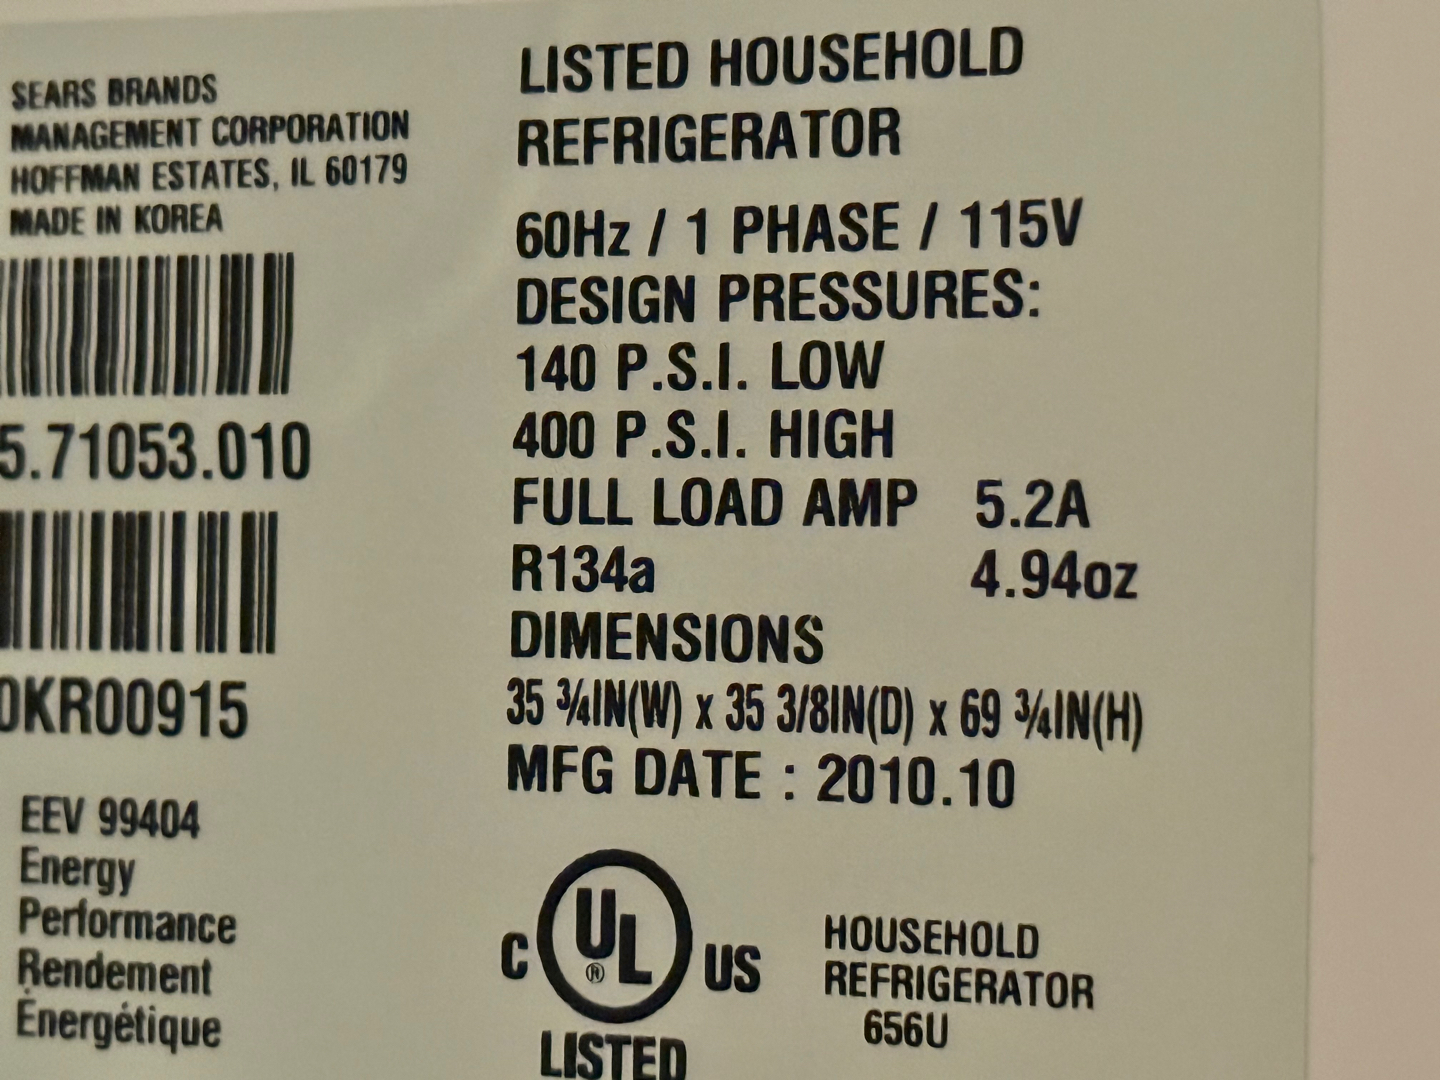 SEARS BRANDS
MANAGEMENT CORPORATION
HOFFMAN ESTATES, IL 60179
MADE IN KOREA
5.71053.010
0KR00915
EEV 99404
Energy
Performance
Rendement
Énergétique
LISTED HOUSEHOLD
REFRIGERATOR
60Hz / 1 PHASE / 115V
DESIGN PRESSURES:
140 P.S.I. LOW
400 P.S.I. HIGH
FULL LOAD AMP 5.2A
R134a 4.94oz
DIMENSIONS
35 ¾IN(W) x 35 3/8IN(D) x 69 ¾IN(H)
MFG DATE : 2010.10
C UL ® US
LISTED
HOUSEHOLD
REFRIGERATOR
656U